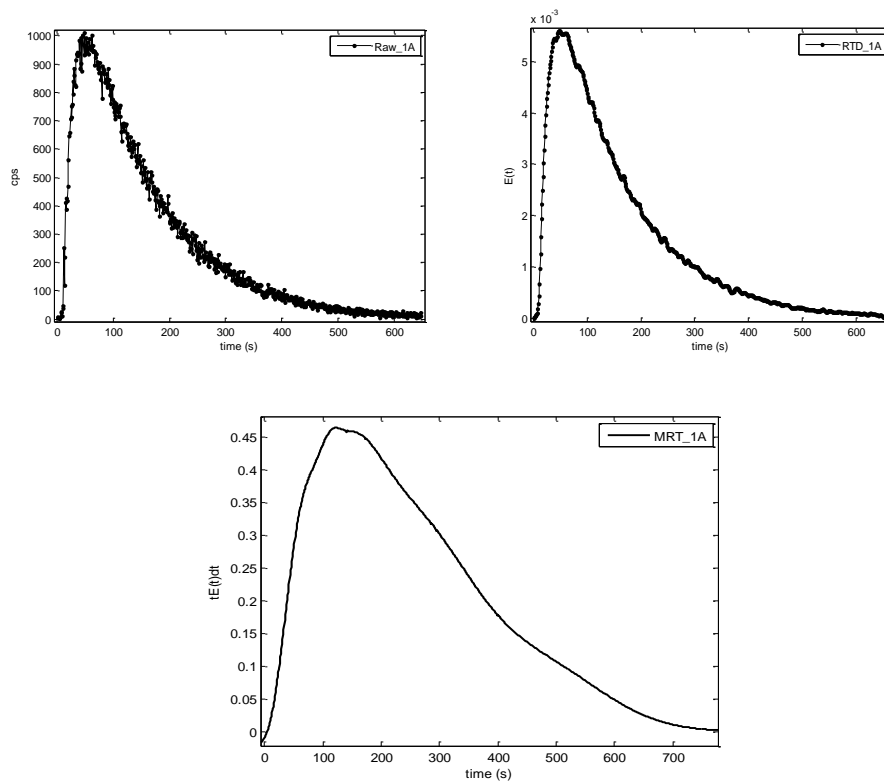 Raw_1A
1000
900
800
700
600
500
400
300
200
100
0
cps
0 100 200 300 400 500 600
time (s)
x 10⁻³
RTD_1A
5
4
3
2
1
0
E(t)
0 100 200 300 400 500 600
time (s)
MRT_1A
0.45
0.4
0.35
0.3
0.25
0.2
0.15
0.1
0.05
0
tE(t)dt
0 100 200 300 400 500 600 700
time (s)